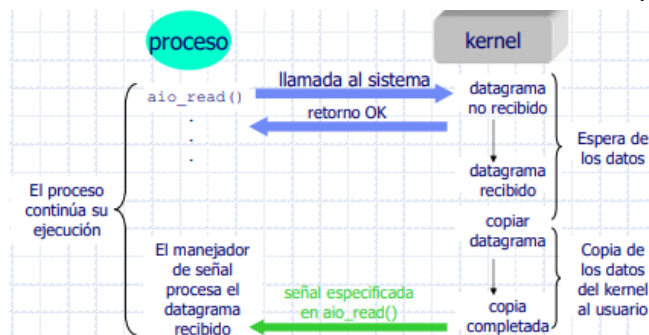 proceso
kernel
llamada al sistema
aio_read()
datagrama
no recibido
retorno OK
.
.
.
Espera de
los datos
datagrama
recibido
El proceso
continúa su
ejecución
copiar
datagrama
El manejador
de señal
procesa el
datagrama
recibido
Copia de
los datos
del kernel
al usuario
señal especificada
en aio_read()
copia
completada